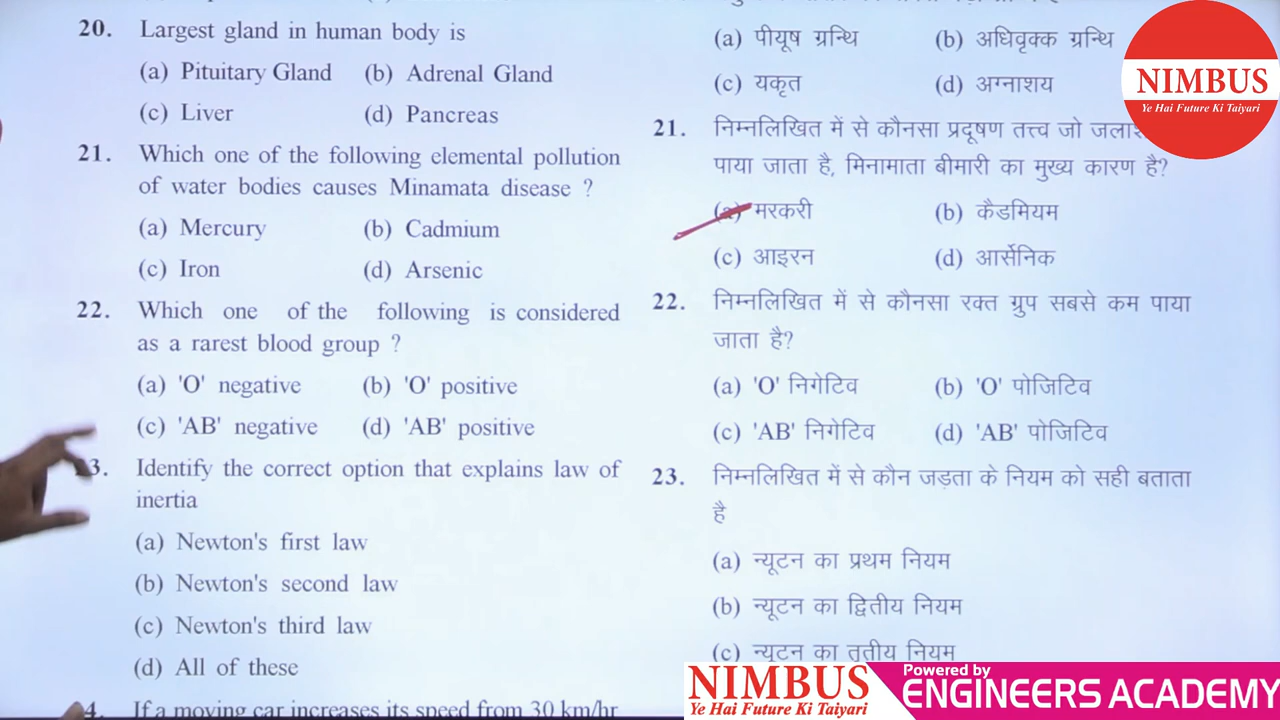 20. Largest gland in human body is
(a) Pituitary Gland (b) Adrenal Gland
(c) Liver (d) Pancreas
21. Which one of the following elemental pollution
of water bodies causes Minamata disease ?
(a) Mercury (b) Cadmium
(c) Iron (d) Arsenic
22. Which one of the following is considered
as a rarest blood group ?
(a) 'O' negative (b) 'O' positive
(c) 'AB' negative (d) 'AB' positive
3. Identify the correct option that explains law of
inertia
(a) Newton's first law
(b) Newton's second law
(c) Newton's third law
(d) All of these
4. If a moving car increases its speed from 30 km/hr
(a) पीयूष ग्रन्थि (b) अधिवृक्क ग्रन्थि
(c) यकृत (d) अग्नाशय
21. निम्नलिखित में से कौनसा प्रदूषण तत्त्व जो
पाया जाता है, मिनामाता बीमारी का मुख्य कारण है?
(a) मरकरी (b) कैडमियम
(c) आइरन (d) आर्सेनिक
22. निम्नलिखित में से कौनसा रक्त ग्रुप सबसे कम पाया
जाता है?
(a) 'O' निगेटिव (b) 'O' पोजिटिव
(c) 'AB' निगेटिव (d) 'AB' पोजिटिव
23. निम्नलिखित में से कौन जड़ता के नियम को सही बताता
है
(a) न्यूटन का प्रथम नियम
(b) न्यूटन का द्वितीय नियम
(c) न्यूटन का तृतीय नियम
NIMBUS
Ye Hai Future Ki Taiyari
NIMBUS
Ye Hai Future Ki Taiyari
Powered by
ENGINEERS ACADEMY